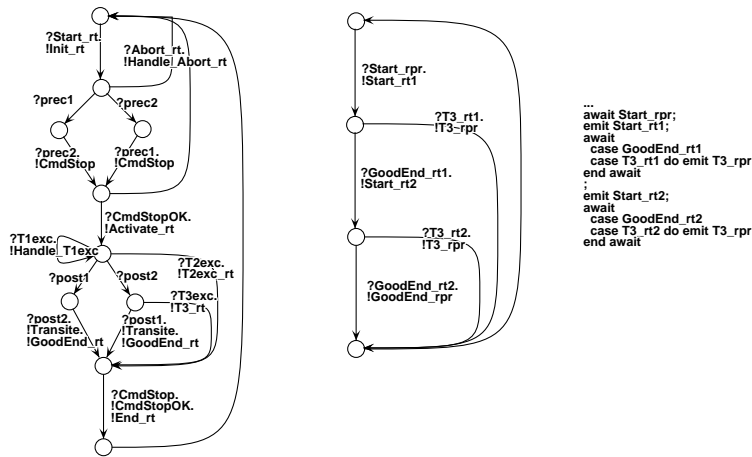 ?Start_rt.
!Init_rt
?Abort_rt.
!Handle_Abort_rt
?prec1
?prec2
?prec2.
!CmdStop
?prec1.
!CmdStop
?CmdStopOK.
!Activate_rt
?T1exc.
!Handle_T1exc
?T2exc.
!T2exc_rt
?post1
?post2
?T3exc.
!T3_rt
?post2.
!Transite.
!GoodEnd_rt
?post1.
!Transite.
!GoodEnd_rt
?CmdStop.
!CmdStopOK.
!End_rt
?Start_rpr.
!Start_rt1
?T3_rt1.
!T3_rpr
?GoodEnd_rt1.
!Start_rt2
?T3_rt2.
!T3_rpr
?GoodEnd_rt2.
!GoodEnd_rpr
...
await Start_rpr;
emit Start_rt1;
await
case GoodEnd_rt1
case T3_rt1 do emit T3_rpr
end await
;
emit Start_rt2;
await
case GoodEnd_rt2
case T3_rt2 do emit T3_rpr
end await